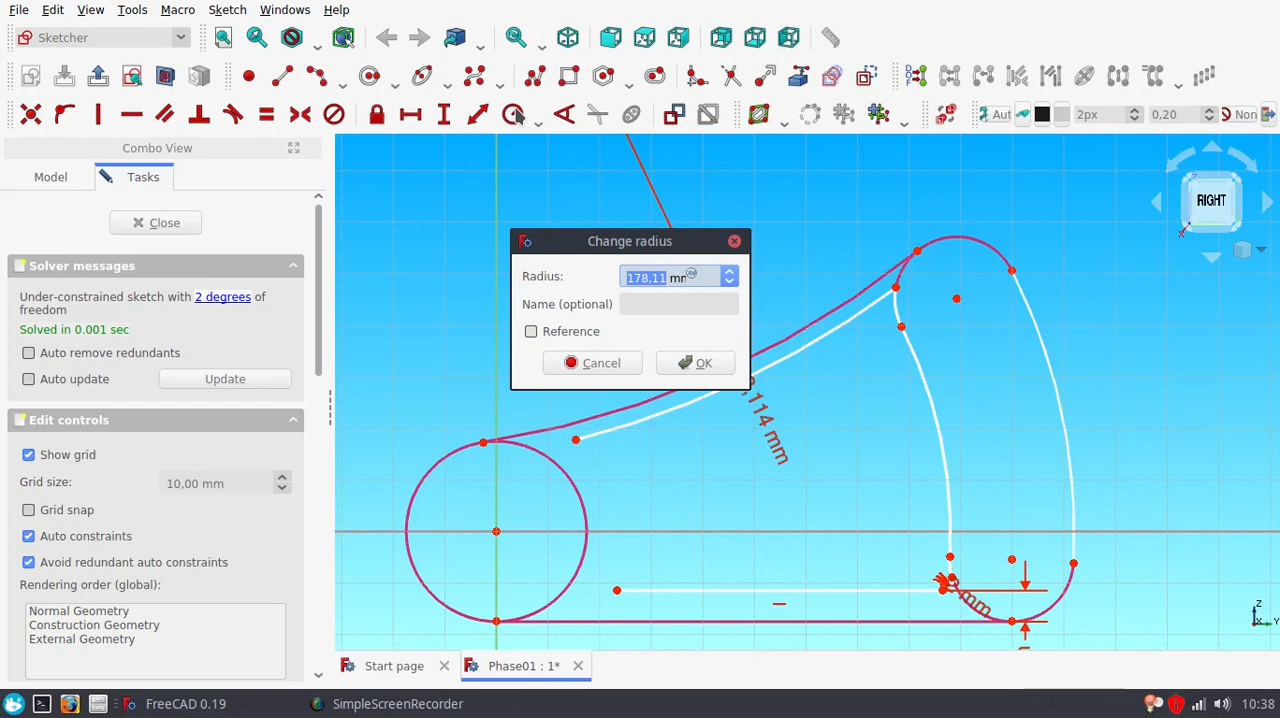 File Edit View Tools Macro Sketch Windows Help
Sketcher
Aut 2px 0,20 Non
Combo View
Model Tasks
Close
Solver messages
Under-constrained sketch with 2 degrees of
freedom
Solved in 0.001 sec
Auto remove redundants
Auto update Update
Edit controls
Show grid
Grid size: 10,00 mm
Grid snap
Auto constraints
Avoid redundant auto constraints
Rendering order (global):
Normal Geometry
Construction Geometry
External Geometry
Change radius
Radius: 178,11 mm
Name (optional)
Reference
Cancel OK
RIGHT
Z
X
,114 mm
mm
Z
X Y
Start page Phase01 : 1*
FreeCAD 0.19 SimpleScreenRecorder 10:38